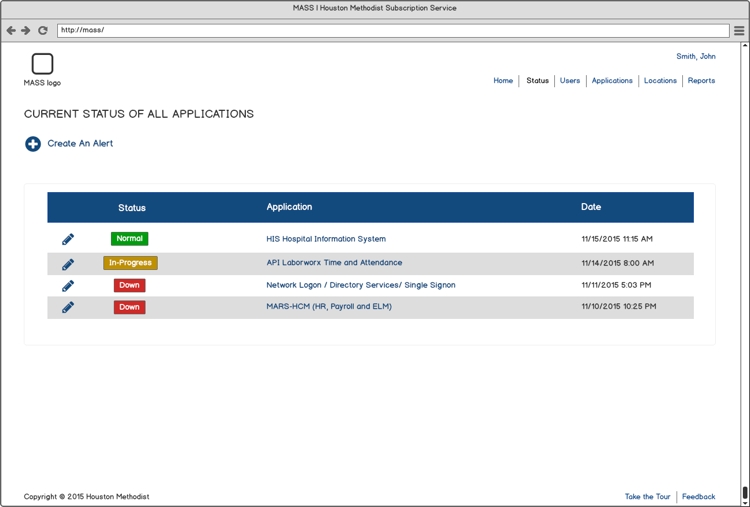 MASS | Houston Methodist Subscription Service
http://mass/
Smith, John
MASS logo
Home Status Users Applications Locations Reports
CURRENT STATUS OF ALL APPLICATIONS
Create An Alert
Status Application Date
Normal HIS Hospital Information System 11/15/2015 11:15 AM
In-Progress API Laborworx Time and Attendance 11/14/2015 8:00 AM
Down Network Logon / Directory Services/ Single Signon 11/11/2015 5:03 PM
Down MARS-HCM (HR, Payroll and ELM) 11/10/2015 10:25 PM
Copyright © 2015 Houston Methodist Take the Tour Feedback